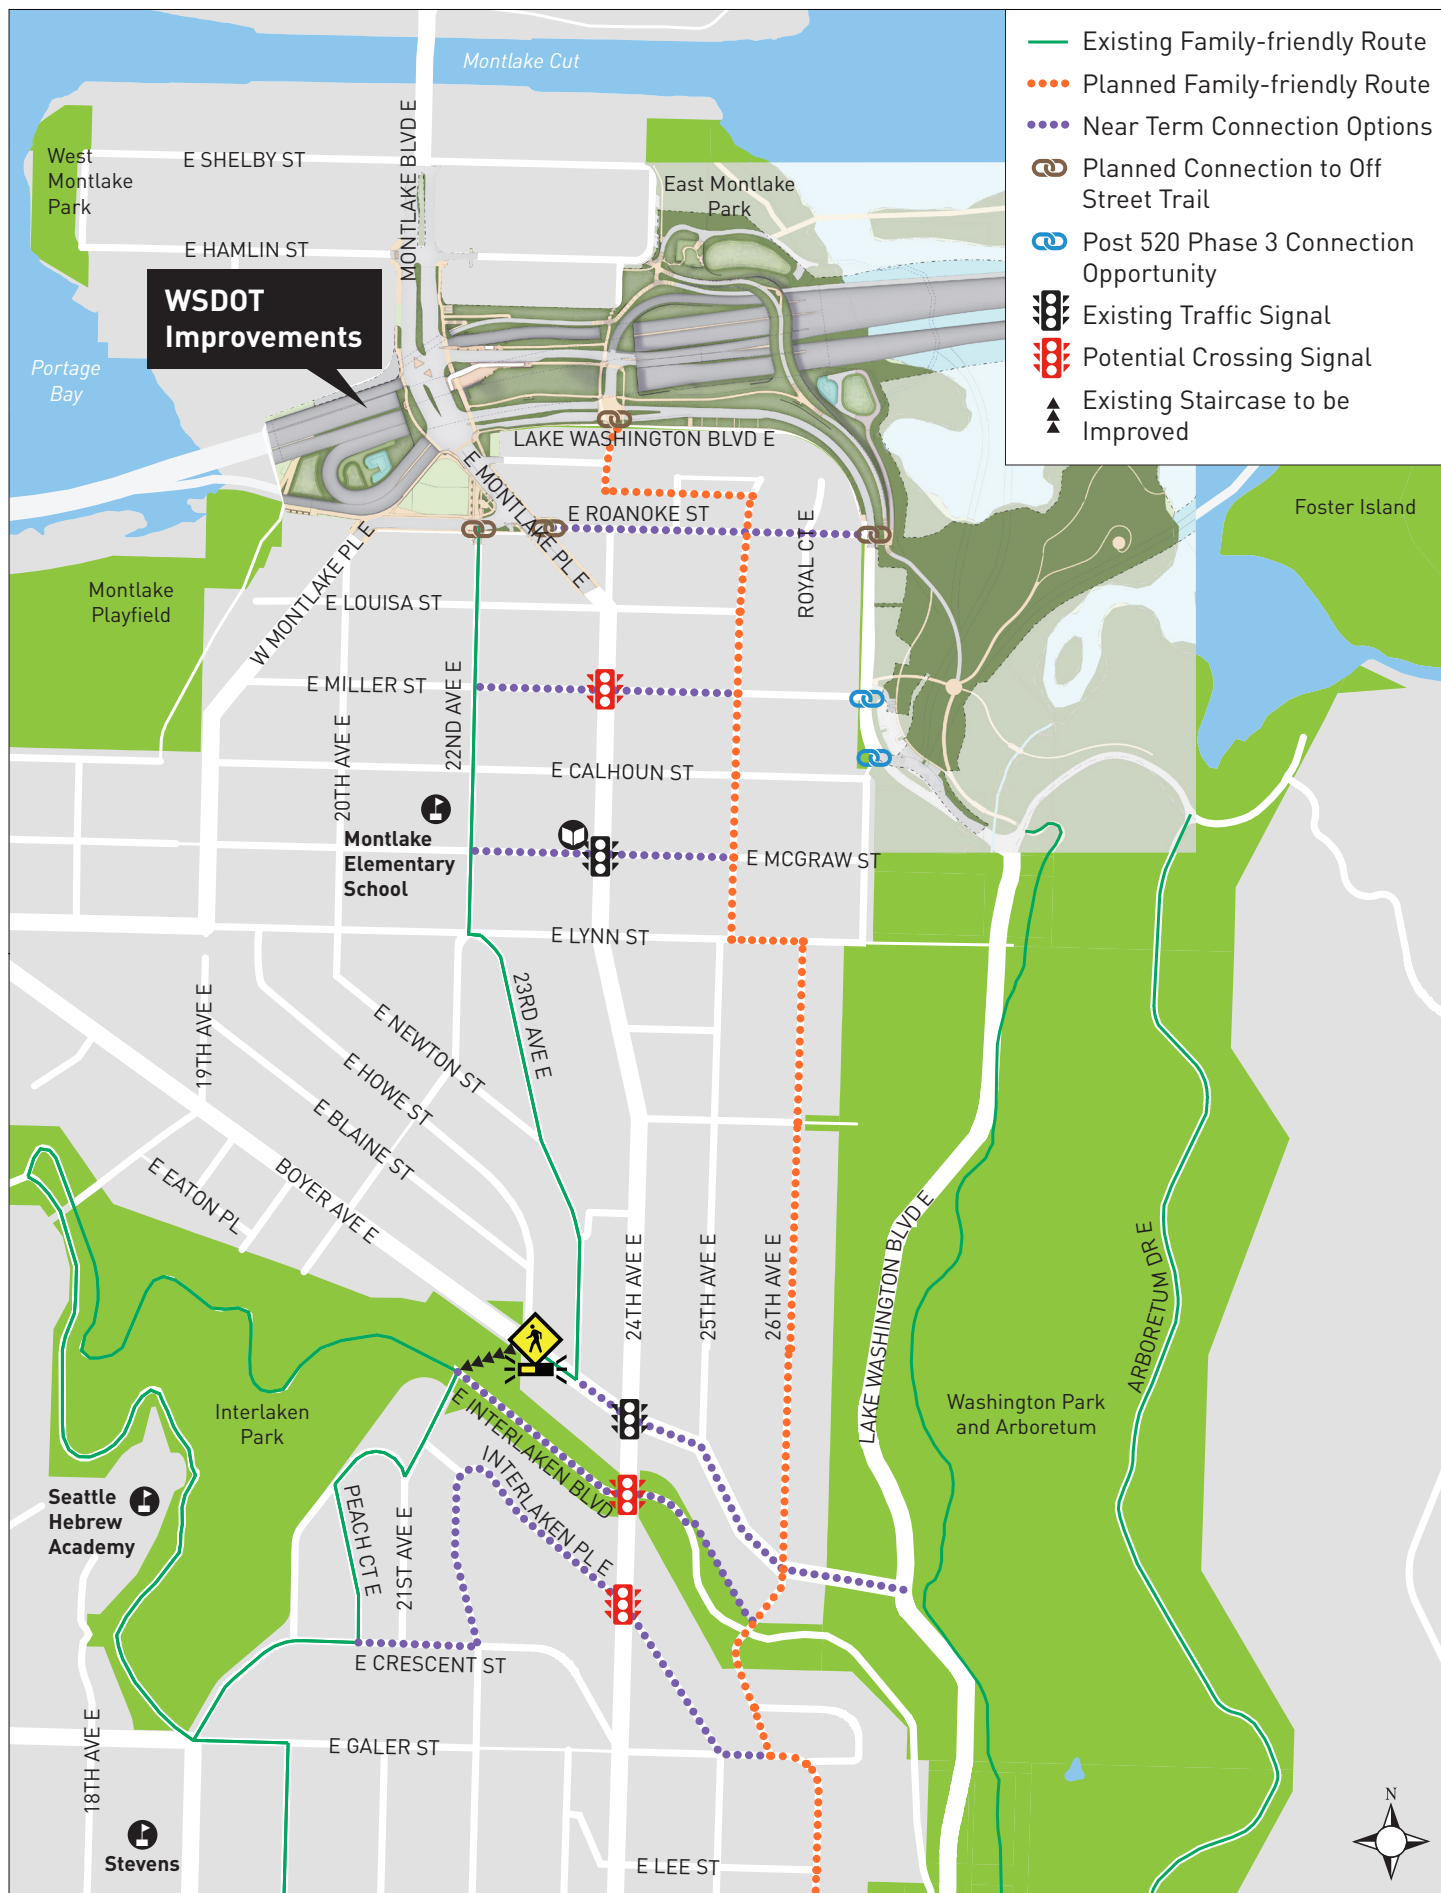 Montlake Cut
Existing Family-friendly Route
Planned Family-friendly Route
Near Term Connection Options
Planned Connection to Off
Street Trail
Post 520 Phase 3 Connection
Opportunity
Existing Traffic Signal
Potential Crossing Signal
Existing Staircase to be
Improved
MONTLAKE BLVD E
E SHELBY ST
West
Montlake
Park
East Montlake
Park
E HAMLIN ST
WSDOT
Improvements
Portage
Bay
LAKE WASHINGTON BLVD E
E MONTLAKE PL E
E ROANOKE ST
ROYAL CT E
Foster Island
W MONTLAKE PL E
Montlake
Playfield
E LOUISA ST
E MILLER ST
22ND AVE E
20TH AVE E
E CALHOUN ST
Montlake
Elementary
School
E MCGRAW ST
E LYNN ST
19TH AVE E
23RD AVE E
E NEWTON ST
E HOWE ST
E BLAINE ST
BOYER AVE E
E EATON PL
24TH AVE E
25TH AVE E
26TH AVE E
LAKE WASHINGTON BLVD E
ARBORETUM DR E
Washington Park
and Arboretum
Interlaken
Park
E INTERLAKEN BLVD
INTERLAKEN PL E
Seattle
Hebrew
Academy
PEACH CT E
21ST AVE E
E CRESCENT ST
18TH AVE E
E GALER ST
Stevens
E LEE ST
N